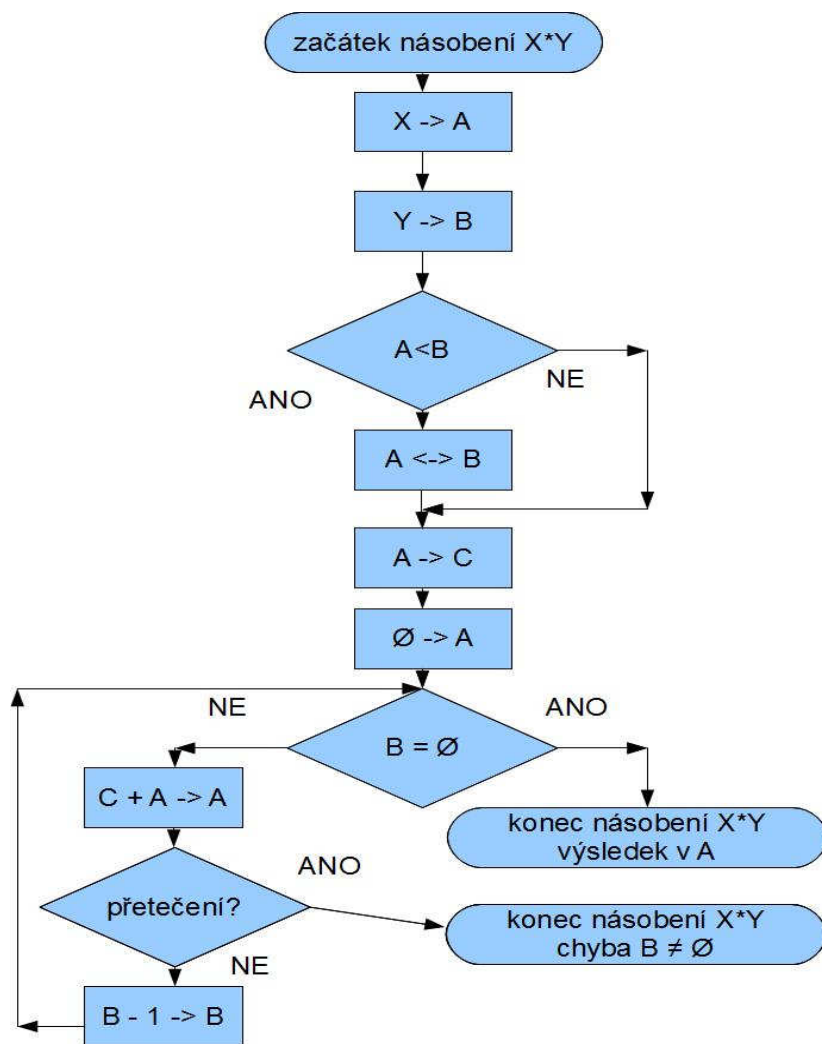 začátek násobení X*Y
X -> A
Y -> B
A<B
NE
ANO
A <-> B
A -> C
Ø -> A
NE
ANO
B = Ø
C + A -> A
konec násobení X*Y
výsledek v A
ANO
přetečení?
konec násobení X*Y
chyba B ≠ Ø
NE
B - 1 -> B